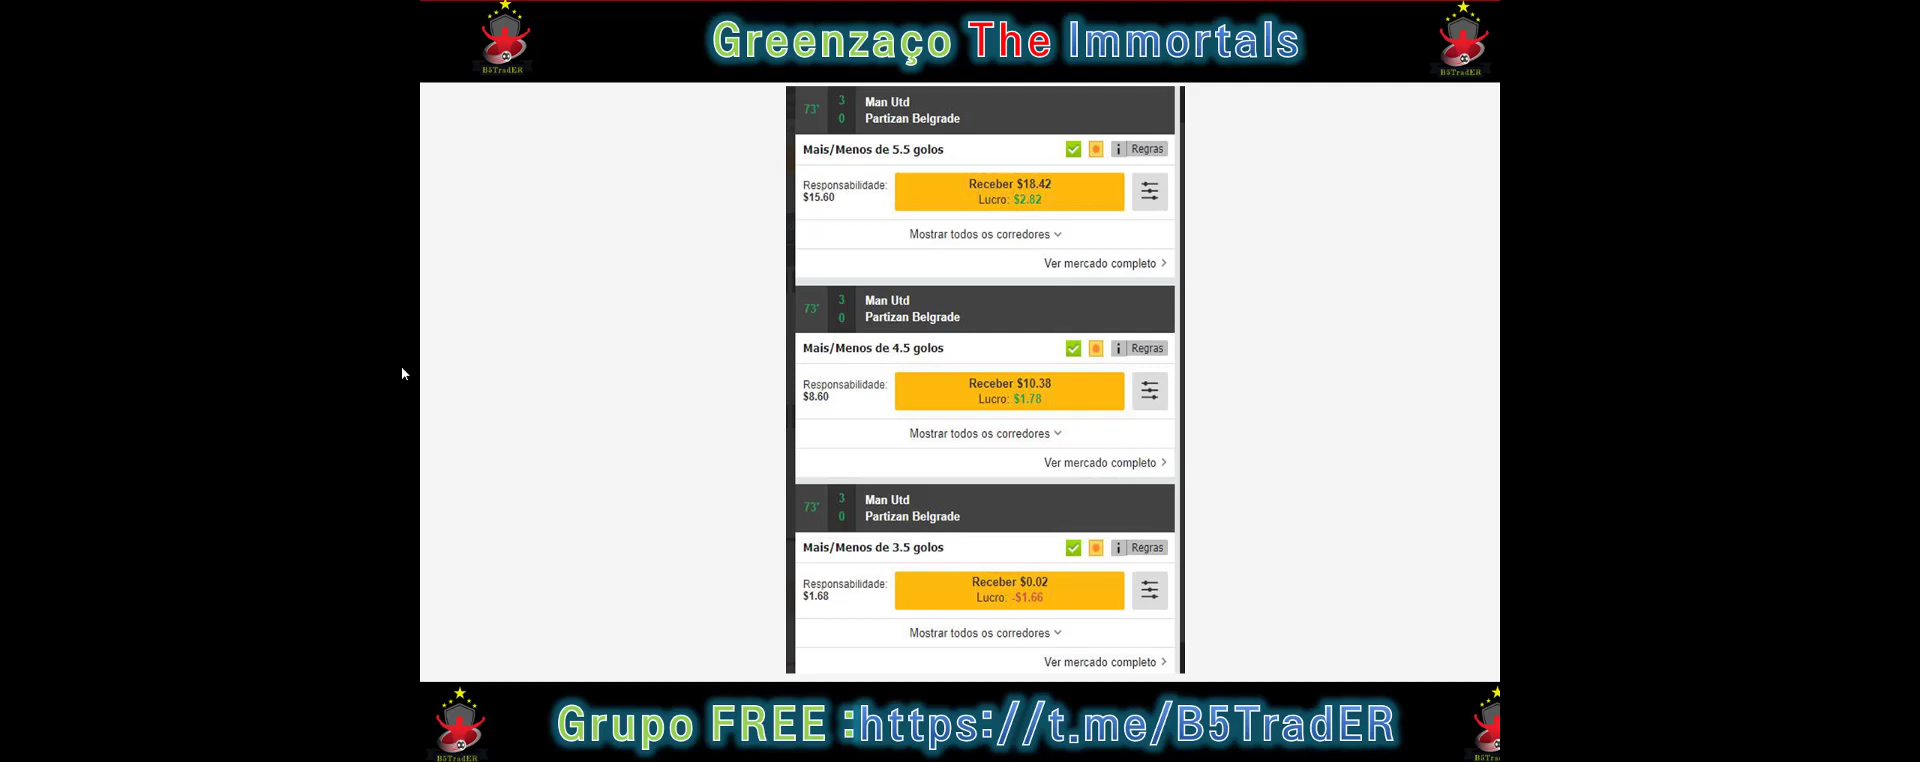 Greenzaço The Immortals
B5TradER
B5TradER
73'
3
0
Man Utd
Partizan Belgrade
Mais/Menos de 5.5 golos
i Regras
Responsabilidade:
$15.60
Receber $18.42
Lucro: $2.82
Mostrar todos os corredores
Ver mercado completo
73'
3
0
Man Utd
Partizan Belgrade
Mais/Menos de 4.5 golos
i Regras
Responsabilidade:
$8.60
Receber $10.38
Lucro: $1.78
Mostrar todos os corredores
Ver mercado completo
73'
3
0
Man Utd
Partizan Belgrade
Mais/Menos de 3.5 golos
i Regras
Responsabilidade:
$1.68
Receber $0.02
Lucro: -$1.66
Mostrar todos os corredores
Ver mercado completo
Grupo FREE :https://t.me/B5TradER
B5TradER
B5Trad